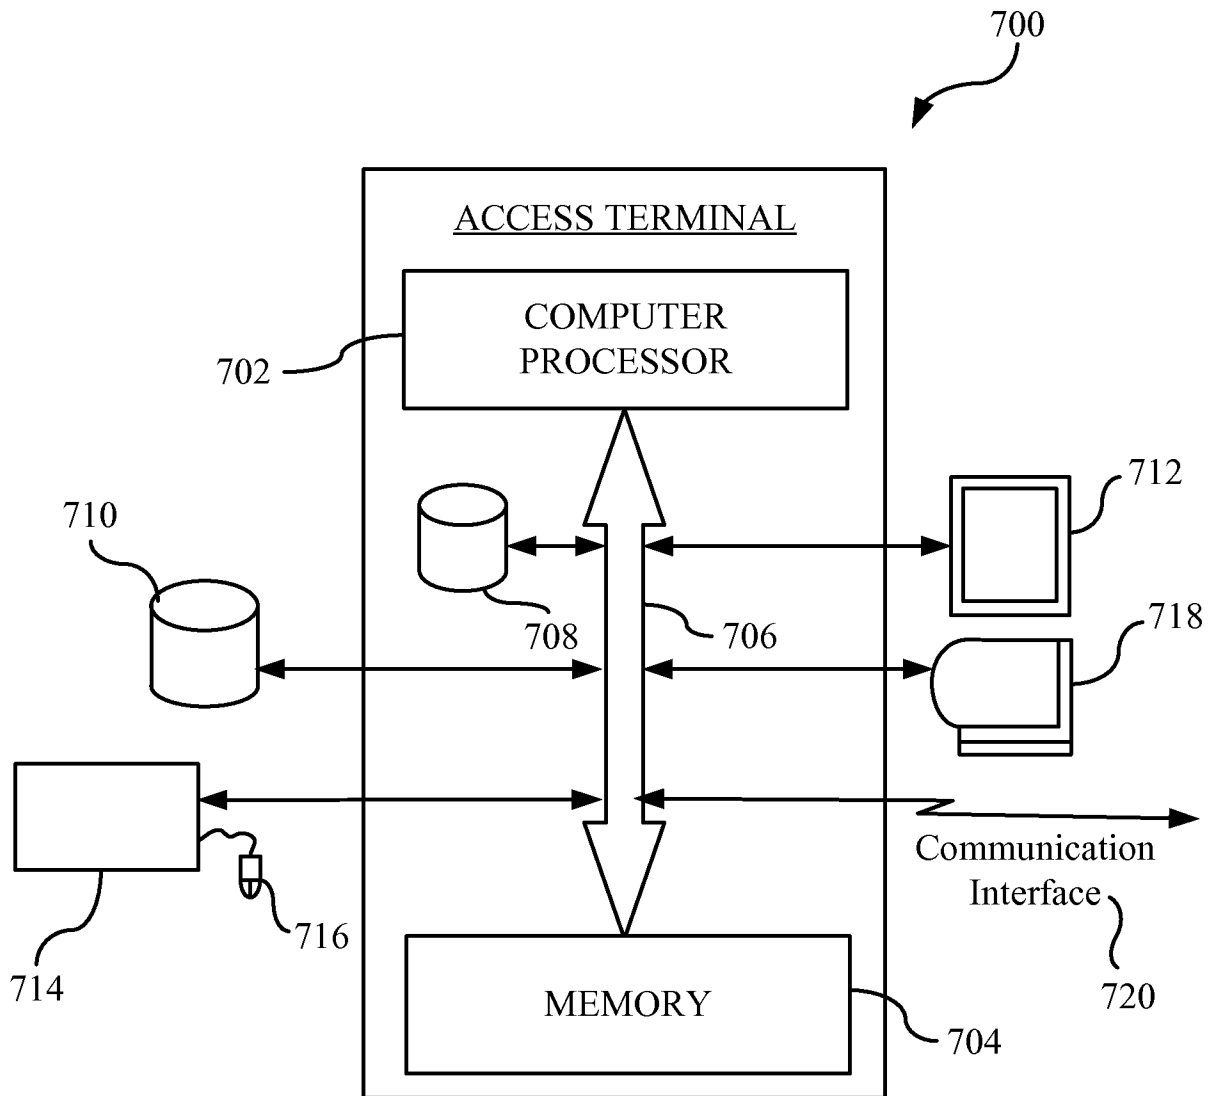 700
ACCESS TERMINAL
COMPUTER
PROCESSOR
702
712
710
708
706
718
Communication
Interface
716
714
720
MEMORY
704